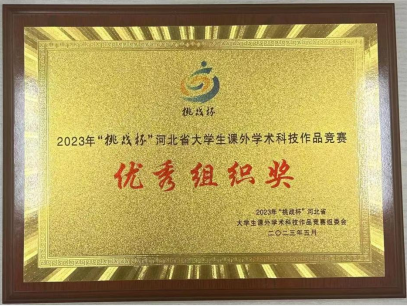 挑战杯
2023年“挑战杯”河北省大学生课外学术科技作品竞赛
优秀组织奖
2023年“挑战杯”河北省
大学生课外学术科技作品竞赛组委会
二〇二三年五月